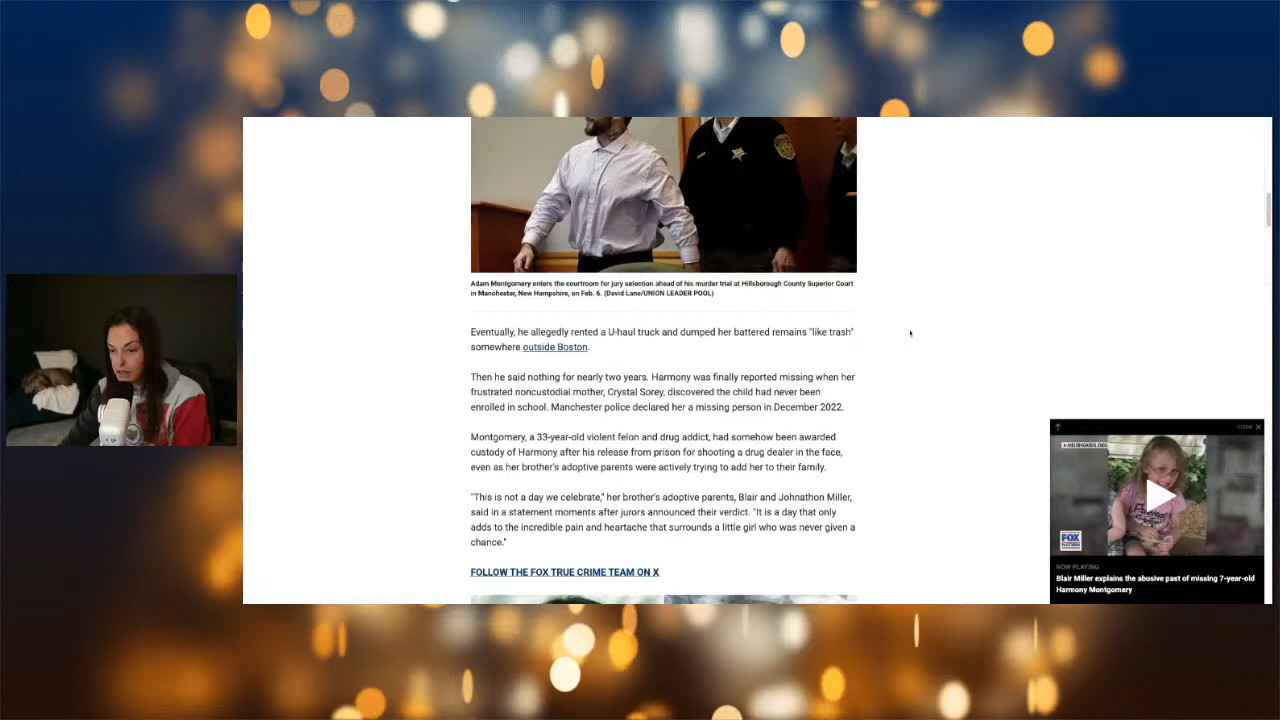 Adam Montgomery enters the courtroom for jury selection ahead of his murder trial at Hillsborough County Superior Court
in Manchester, New Hampshire, on Feb. 6. (David Lane/UNION LEADER POOL)
Eventually, he allegedly rented a U-haul truck and dumped her battered remains "like trash"
somewhere outside Boston.
Then he said nothing for nearly two years. Harmony was finally reported missing when her
frustrated noncustodial mother, Crystal Sorey, discovered the child had never been
enrolled in school. Manchester police declared her a missing person in December 2022.
Montgomery, a 33-year-old violent felon and drug addict, had somehow been awarded
custody of Harmony after his release from prison for shooting a drug dealer in the face,
even as her brother's adoptive parents were actively trying to add her to their family.
"This is not a day we celebrate," her brother's adoptive parents, Blair and Johnathon Miller,
said in a statement moments after jurors announced their verdict. "It is a day that only
adds to the incredible pain and heartache that surrounds a little girl who was never given a
chance."
FOLLOW THE FOX TRUE CRIME TEAM ON X
close X
MISSINGKIDS.ORG
FOX
NATION
NOW PLAYING
Blair Miller explains the abusive past of missing 7-year-old
Harmony Montgomery